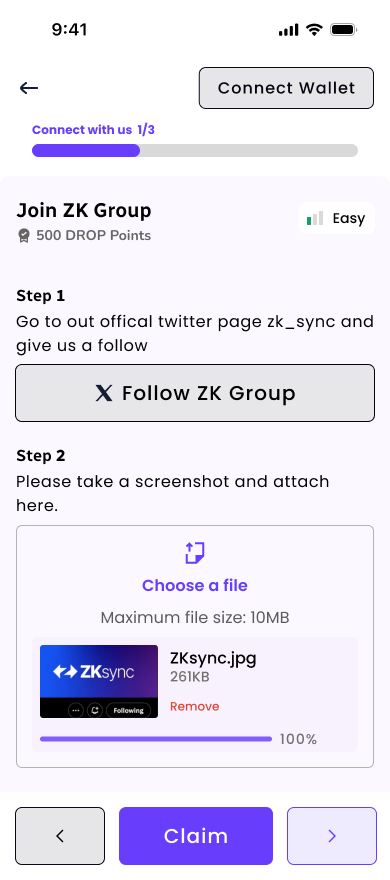 9:41
Connect Wallet
Connect with us 1/3
Join ZK Group
Easy
500 DROP Points
Step 1
Go to out offical twitter page zk_sync and
give us a follow
X Follow ZK Group
Step 2
Please take a screenshot and attach
here.
Choose a file
Maximum file size: 10MB
ZKsync
Following
ZKsync.jpg
261KB
Remove
100%
Claim